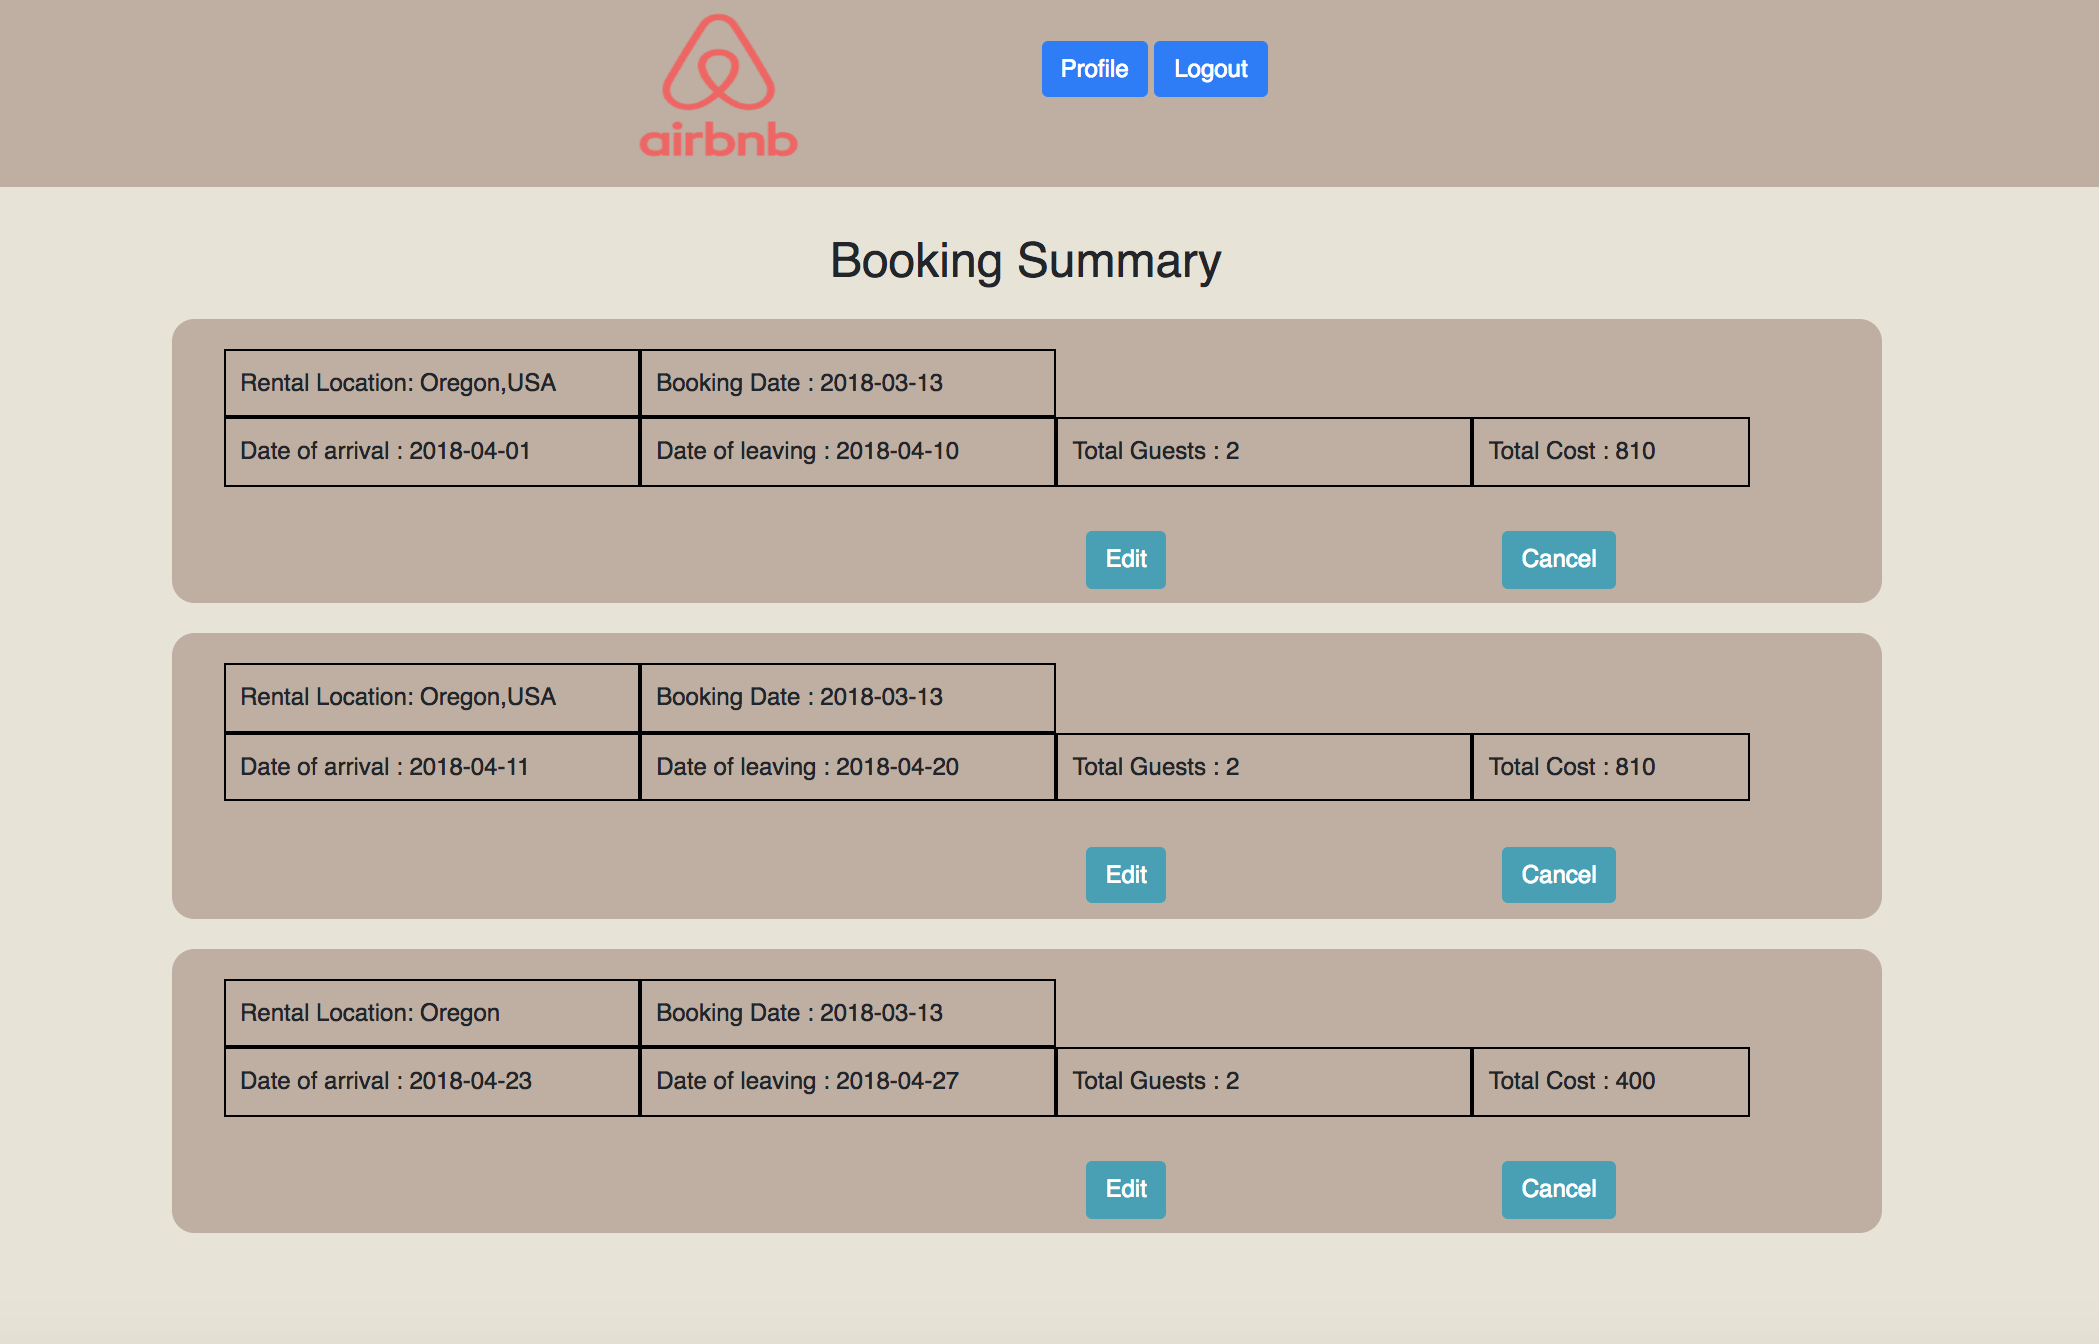 airbnb
Profile Logout
Booking Summary
Rental Location: Oregon,USA Booking Date : 2018-03-13
Date of arrival : 2018-04-01 Date of leaving : 2018-04-10 Total Guests : 2 Total Cost : 810
Edit Cancel
Rental Location: Oregon,USA Booking Date : 2018-03-13
Date of arrival : 2018-04-11 Date of leaving : 2018-04-20 Total Guests : 2 Total Cost : 810
Edit Cancel
Rental Location: Oregon Booking Date : 2018-03-13
Date of arrival : 2018-04-23 Date of leaving : 2018-04-27 Total Guests : 2 Total Cost : 400
Edit Cancel